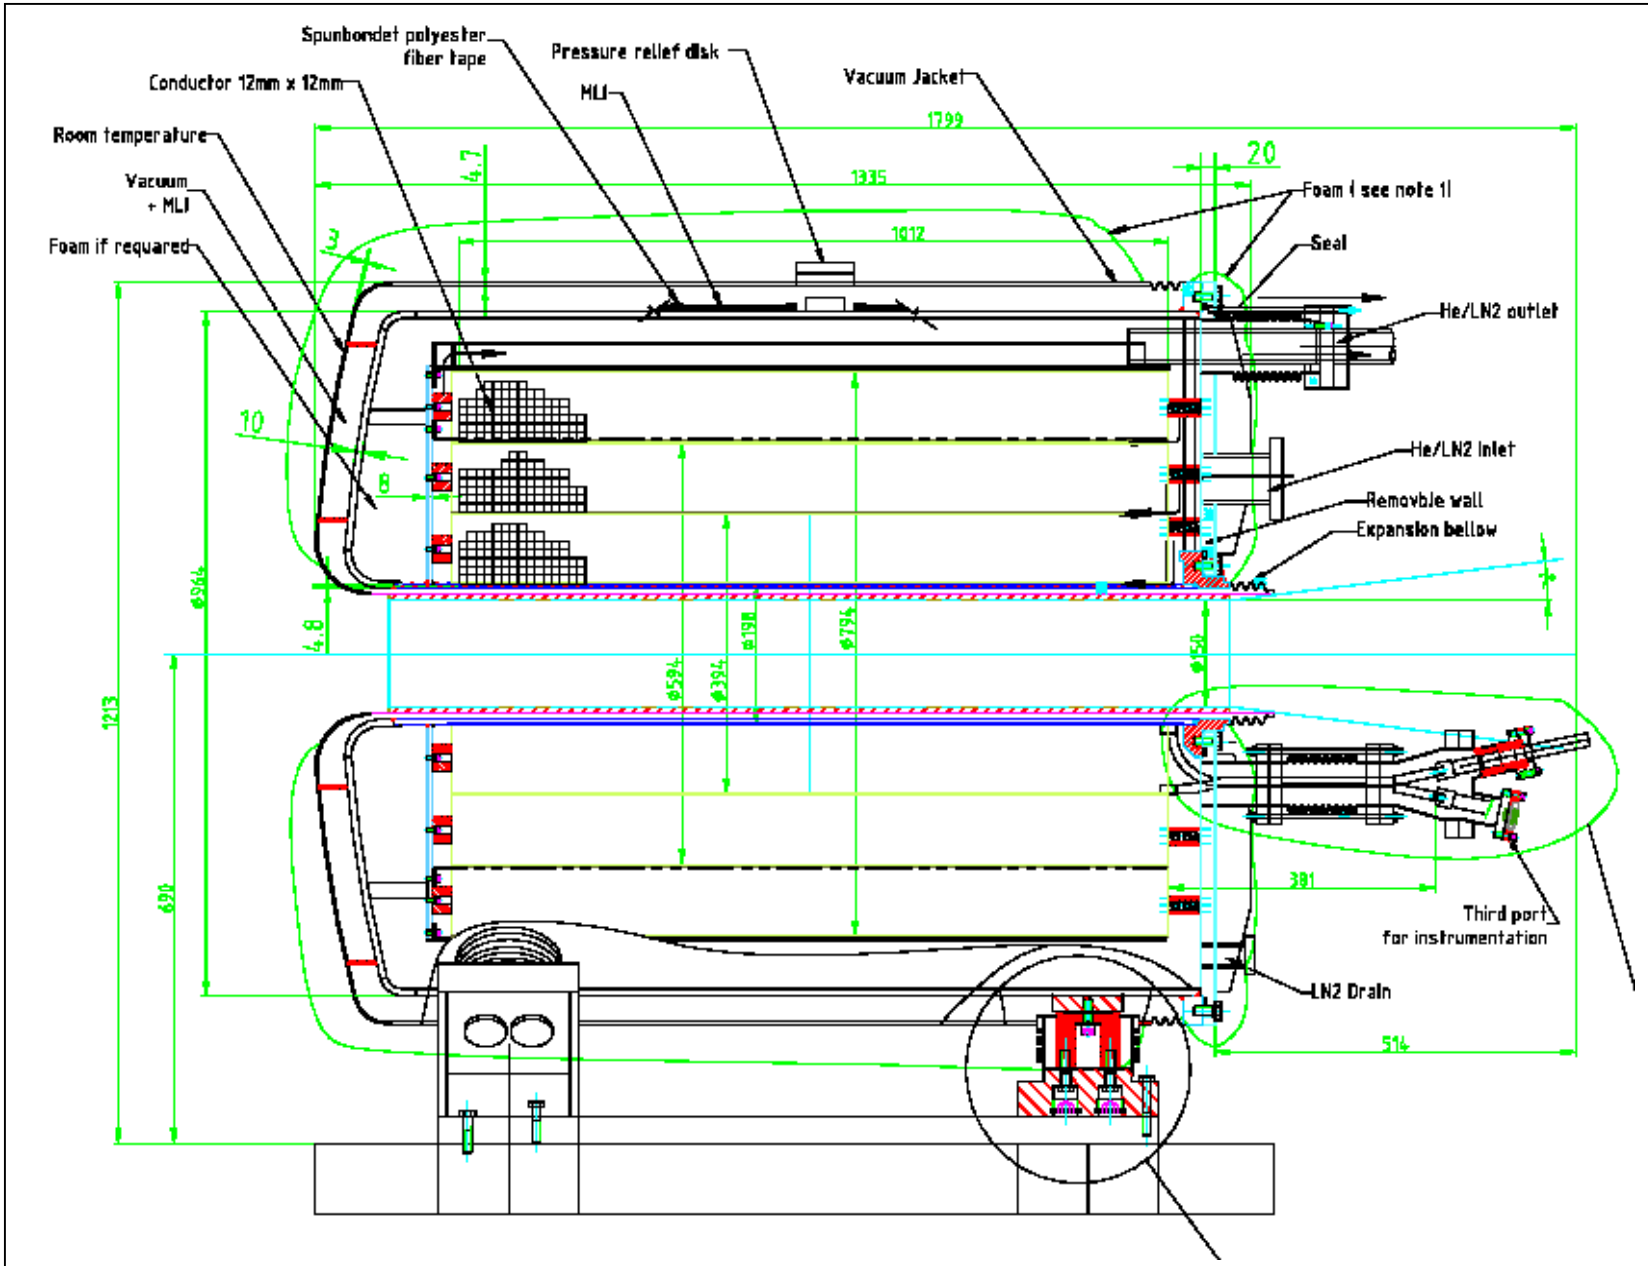 Spunbondet polyester
fiber tape
Pressure relief disk
Conductor 12mm x 12mm
MLI
Vacuum Jacket
1799
Room temperature
4.7
20
1335
Vacuum
+ MLI
Foam ( see note 1)
Foam if requared
3
1012
Seal
He/LN2 outlet
10
8
He/LN2 Inlet
Removble wall
Expansion bellow
ø964
4.8
ø198
ø794
ø150
ø594
ø394
1213
690
381
Third port
for instrumentation
LN2 Drain
514